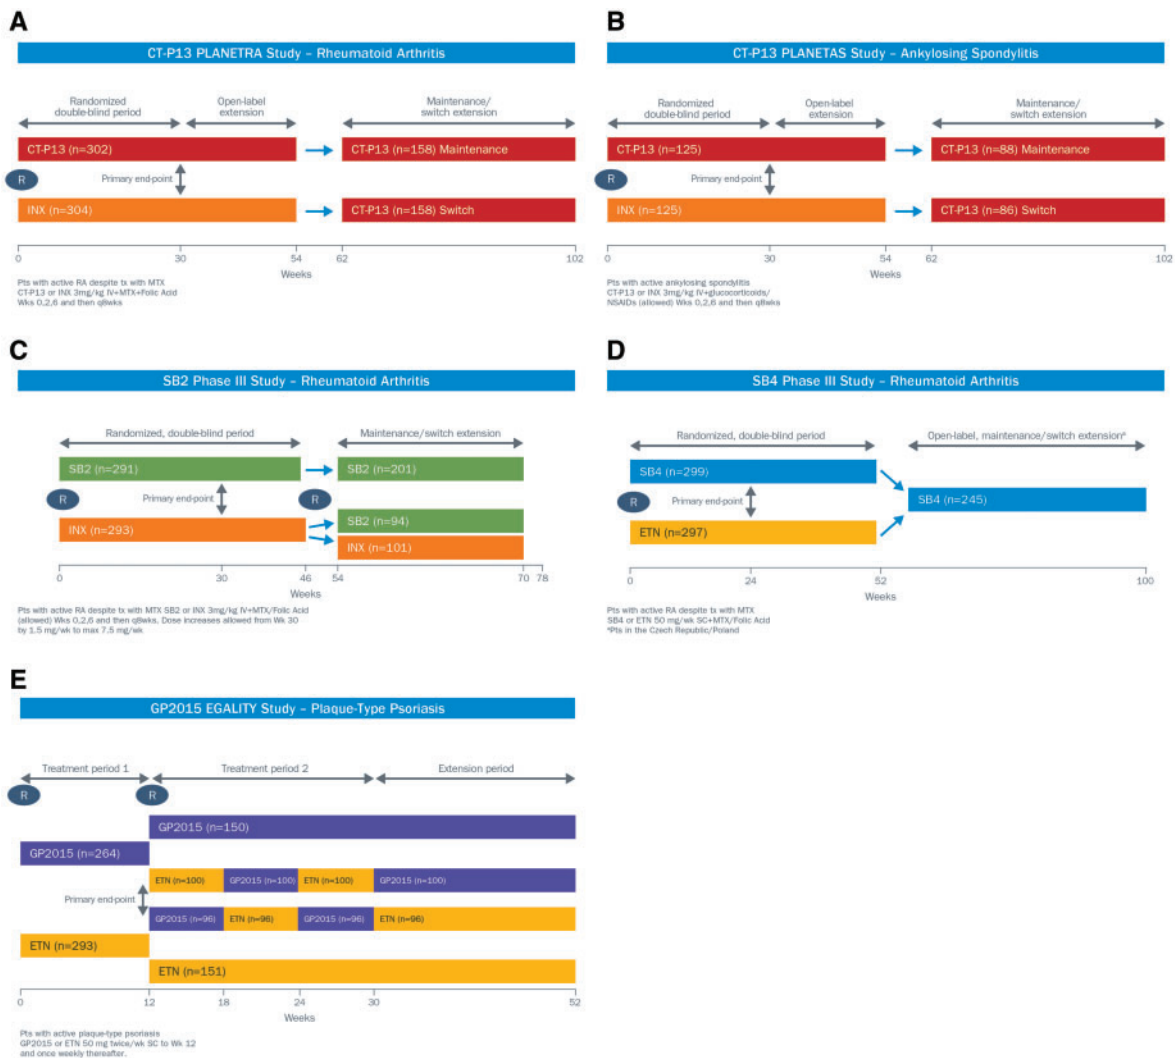 A
CT-P13 PLANETRA Study – Rheumatoid Arthritis
Randomized
double-blind period
Open-label
extension
Maintenance/
switch extension
CT-P13 (n=302)
CT-P13 (n=158) Maintenance
R
Primary end-point
INX (n=304)
CT-P13 (n=158) Switch
0 30 54 62 102
Weeks
Pts with active RA despite tx with MTX
CT-P13 or INX 3mg/kg IV+MTX+Folic Acid
Wks 0,2,6 and then q8wks
B
CT-P13 PLANETAS Study – Ankylosing Spondylitis
Randomized
double-blind period
Open-label
extension
Maintenance/
switch extension
CT-P13 (n=125)
CT-P13 (n=88) Maintenance
R
Primary end-point
INX (n=125)
CT-P13 (n=86) Switch
0 30 54 62 102
Weeks
Pts with active ankylosing spondylitis
CT-P13 or INX 3mg/kg IV+glucocorticoids/
NSAIDs (allowed) Wks 0,2,6 and then q8wks
C
SB2 Phase III Study – Rheumatoid Arthritis
Randomized, double-blind period
Maintenance/switch extension
SB2 (n=291)
SB2 (n=201)
R
Primary end-point
R
INX (n=293)
SB2 (n=94)
INX (n=101)
0 30 46 54 70 78
Weeks
Pts with active RA despite tx with MTX SB2 or INX 3mg/kg IV+MTX/Folic Acid
(allowed) Wks 0,2,6 and then q8wks. Dose increases allowed from Wk 30
by 1.5 mg/wk to max 7.5 mg/wk
D
SB4 Phase III Study – Rheumatoid Arthritis
Randomized, double-blind period
Open-label, maintenance/switch extensionª
SB4 (n=299)
R
Primary end-point
SB4 (n=245)
ETN (n=297)
0 24 52 100
Weeks
Pts with active RA despite tx with MTX
SB4 or ETN 50 mg/wk SC+MTX/Folic Acid
ªPts in the Czech Republic/Poland
E
GP2015 EGALITY Study – Plaque-Type Psoriasis
Treatment period 1
Treatment period 2
Extension period
R
R
GP2015 (n=150)
GP2015 (n=264)
ETN (n=100) GP2015 (n=100) ETN (n=100) GP2015 (n=100)
Primary end-point
GP2015 (n=96) ETN (n=96) GP2015 (n=96) ETN (n=96)
ETN (n=293)
ETN (n=151)
0 12 18 24 30 52
Weeks
Pts with active plaque-type psoriasis
GP2015 or ETN 50 mg twice/wk SC to Wk 12
and once weekly thereafter.